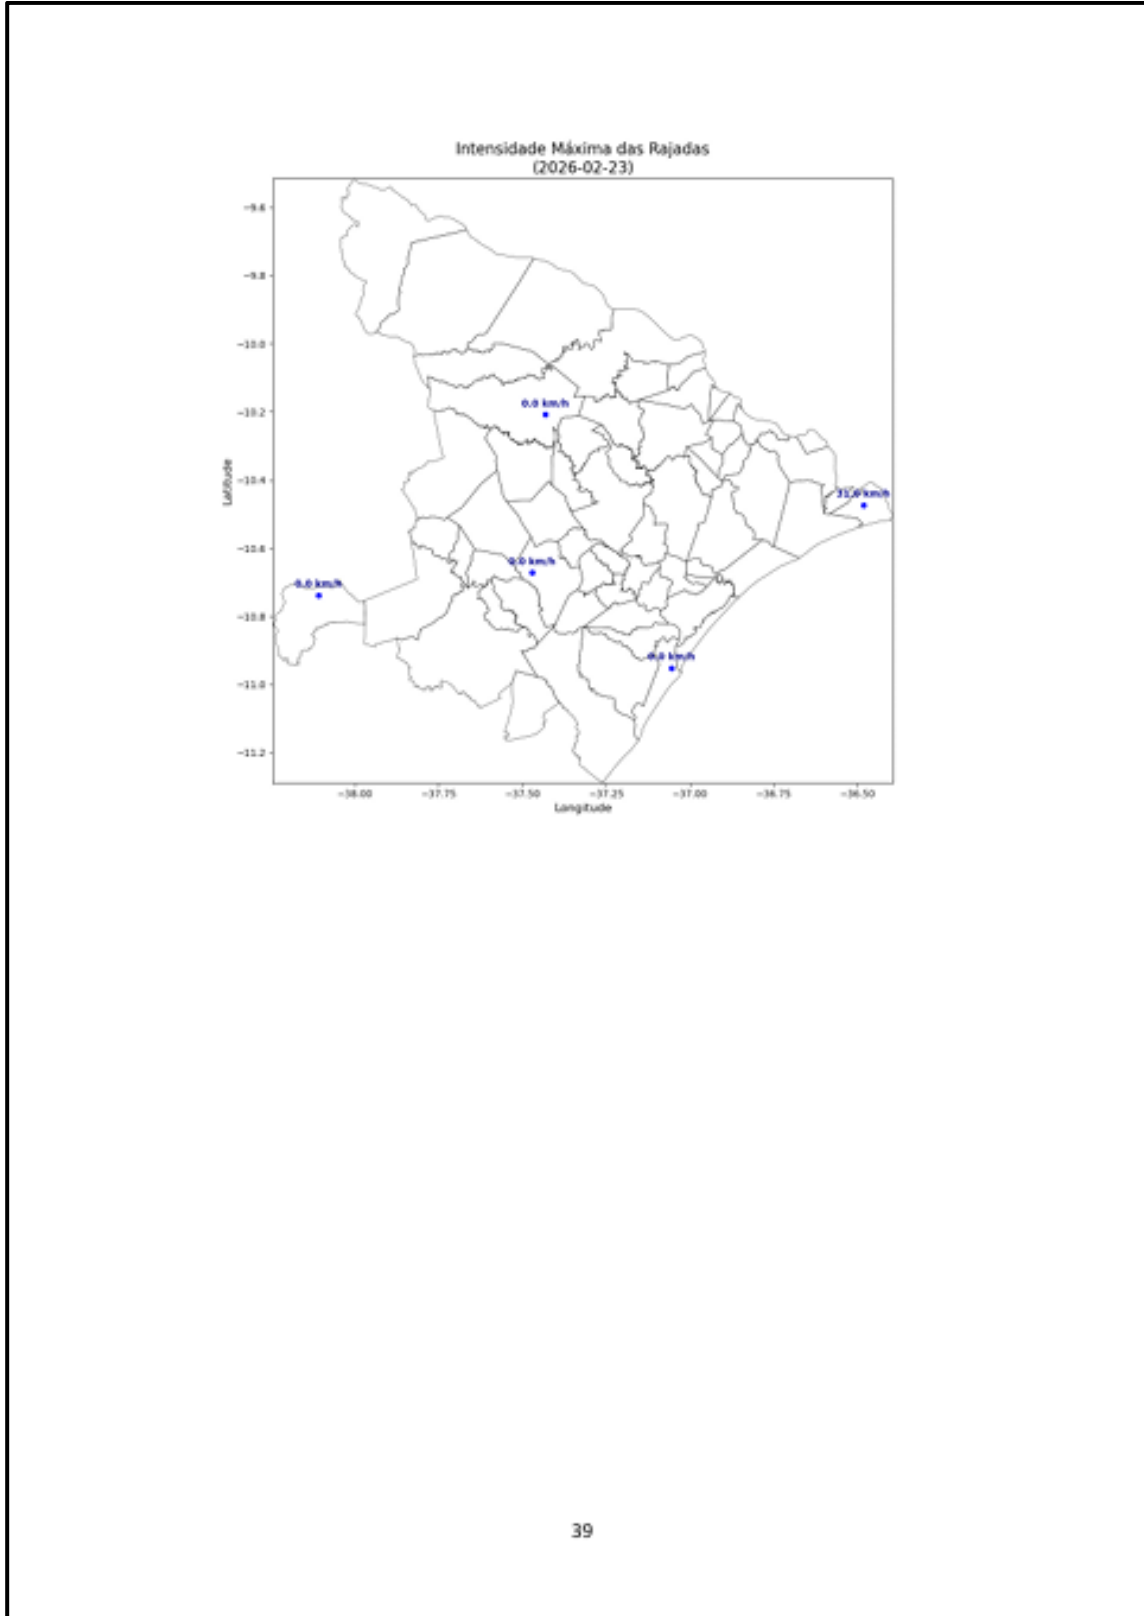 Intensidade Máxima das Rajadas
(2026-02-23)
−9.6
−9.8
−10.0
−10.2
−10.4
−10.6
−10.8
−11.0
−11.2
Latitude
0.0 km/h
km/h
0.0 km/h
0.0 km/h
0.0 km/h
−38.00
−37.75
−37.50
−37.25
−37.00
−36.75
−36.50
Longitude
39